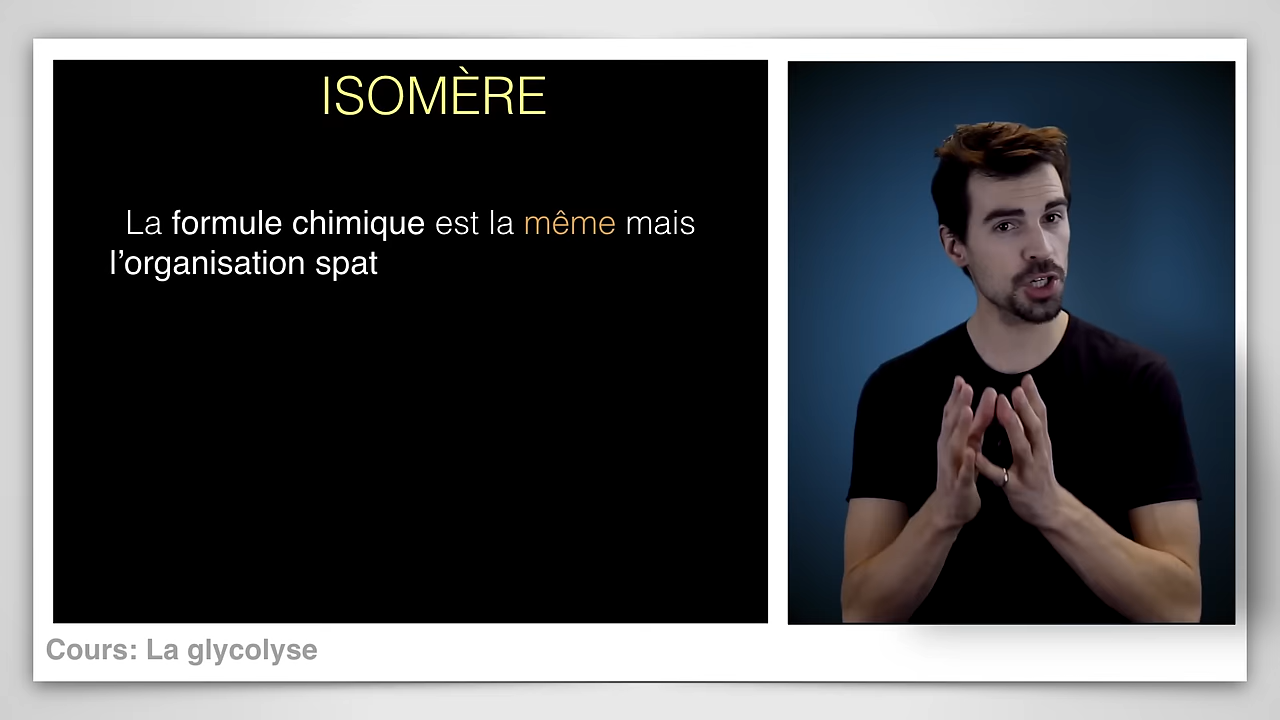 ISOMÈRE
La formule chimique est la même mais
l’organisation spat
Cours: La glycolyse